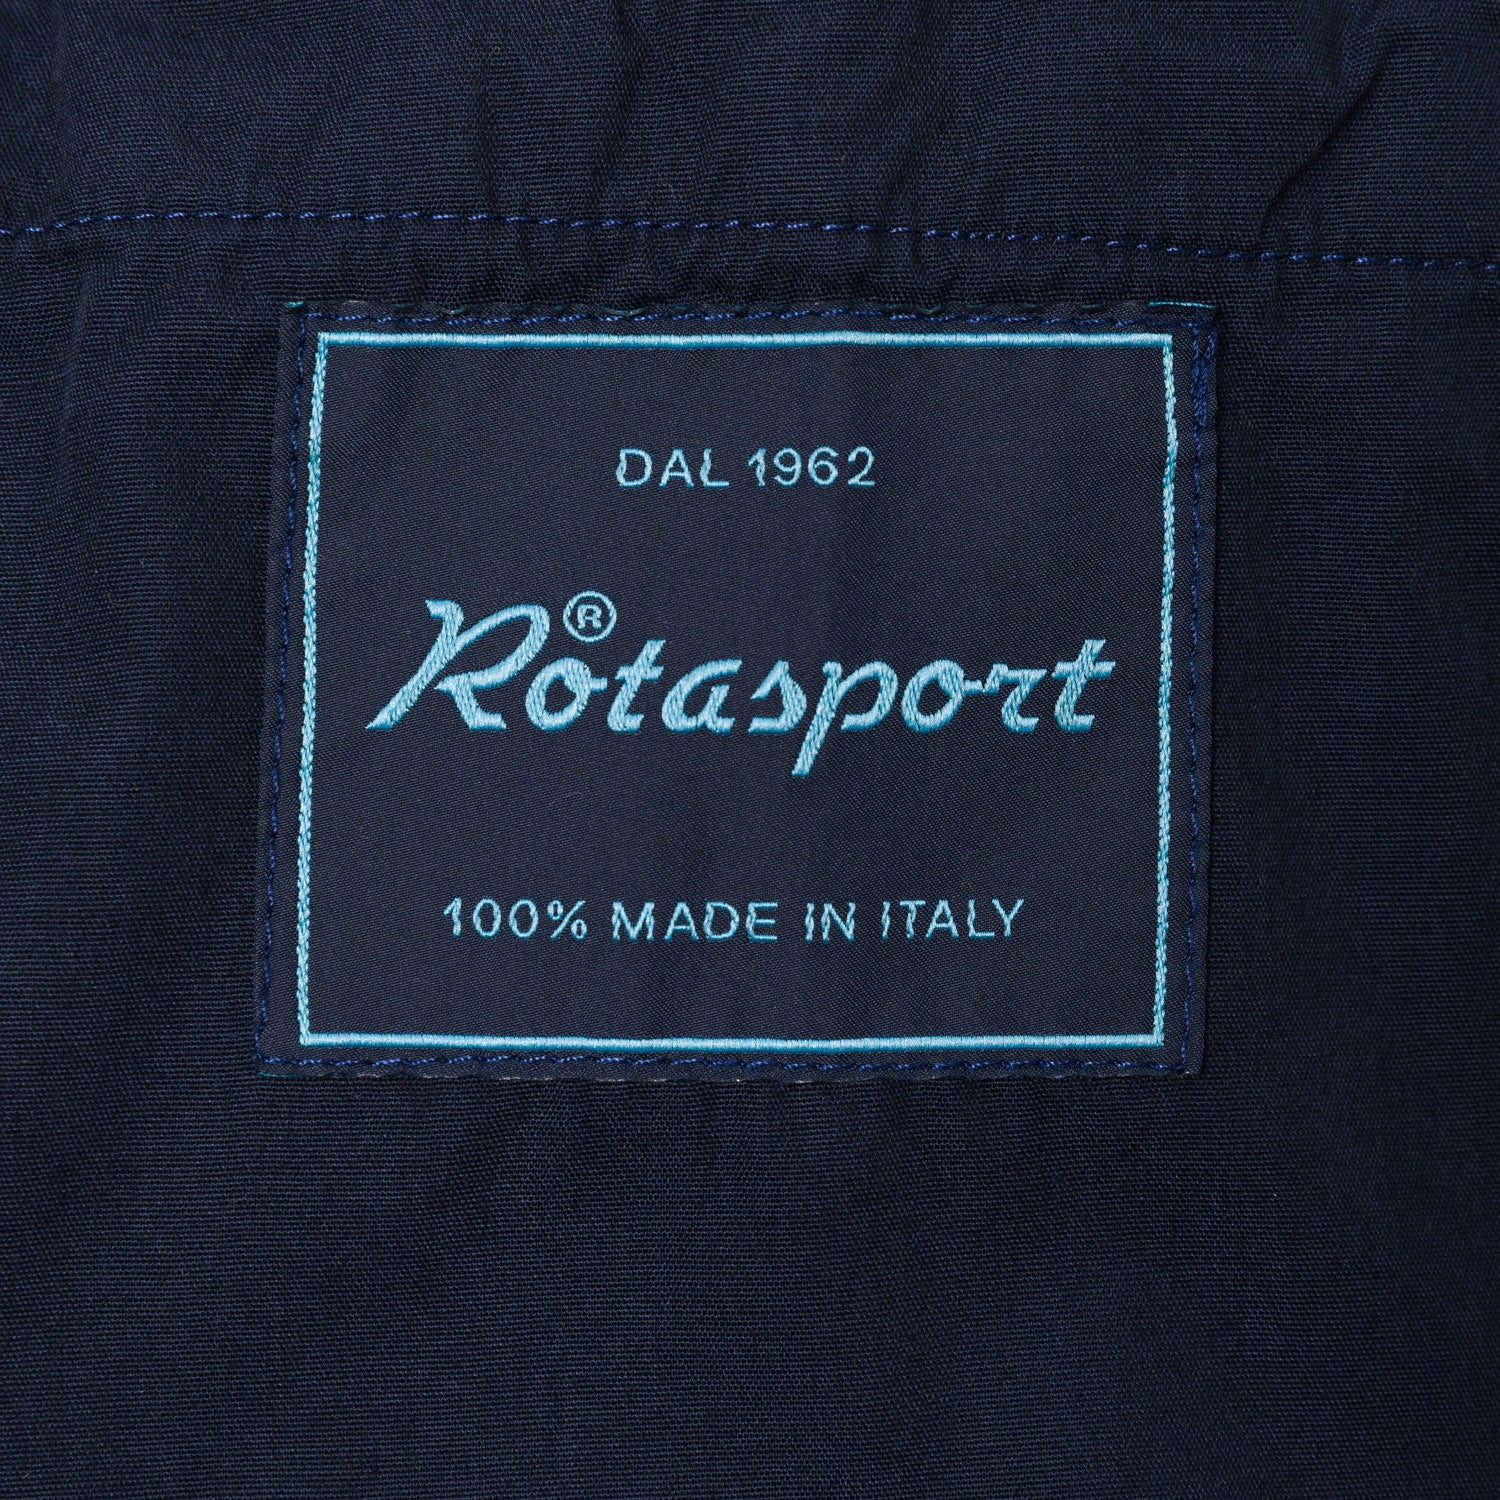 DAL 1962
Rotasport®
100% MADE IN ITALY